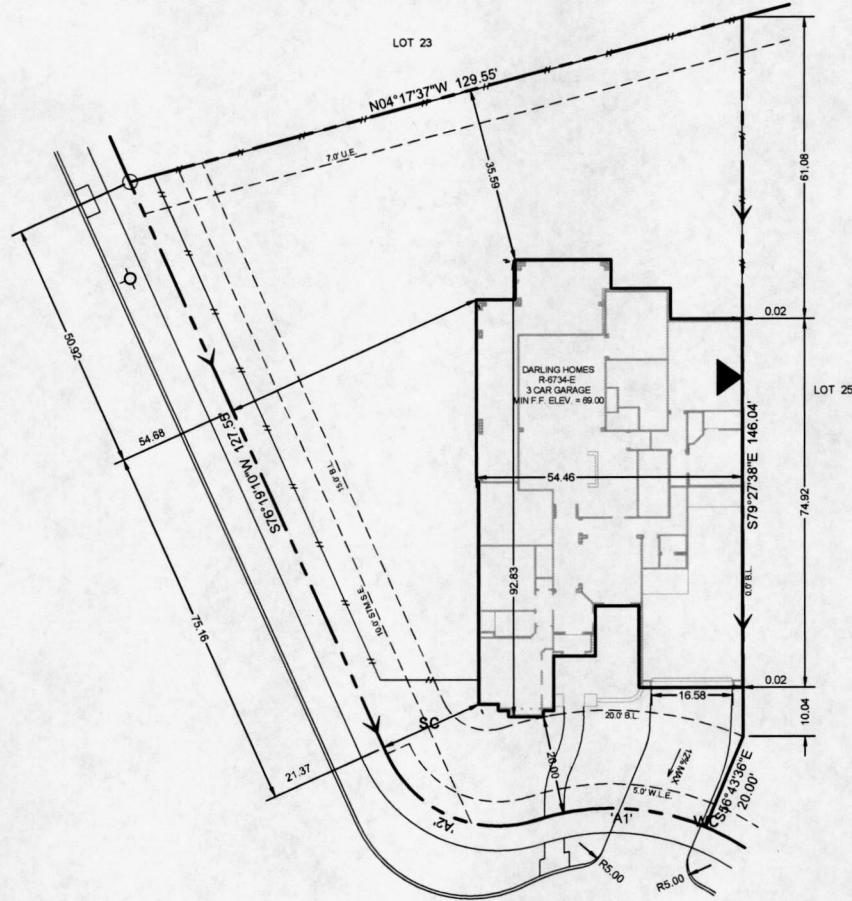 LOT 23
N04°17'37"W 129.55'
7.0' U.E.
35.59
61.08
50.92
0.02
DARLING HOMES
R-6734-E
3 CAR GARAGE
MIN F.F. ELEV. = 69.00
LOT 25
54.68
S76°19'10"W 127.55'
15.0' B.L.
54.46
S79°27'38"E 146.04'
74.92
92.83
0.0' B.L.
10.0' STM.S.E.
75.16
0.02
16.58
SC
20.0' B.L.
10.04
21.37
20.00
12% MAX
S56°43'36"E
20.00'
5.0' W.L.E.
'A2'
'A1'
R5.00
R5.00